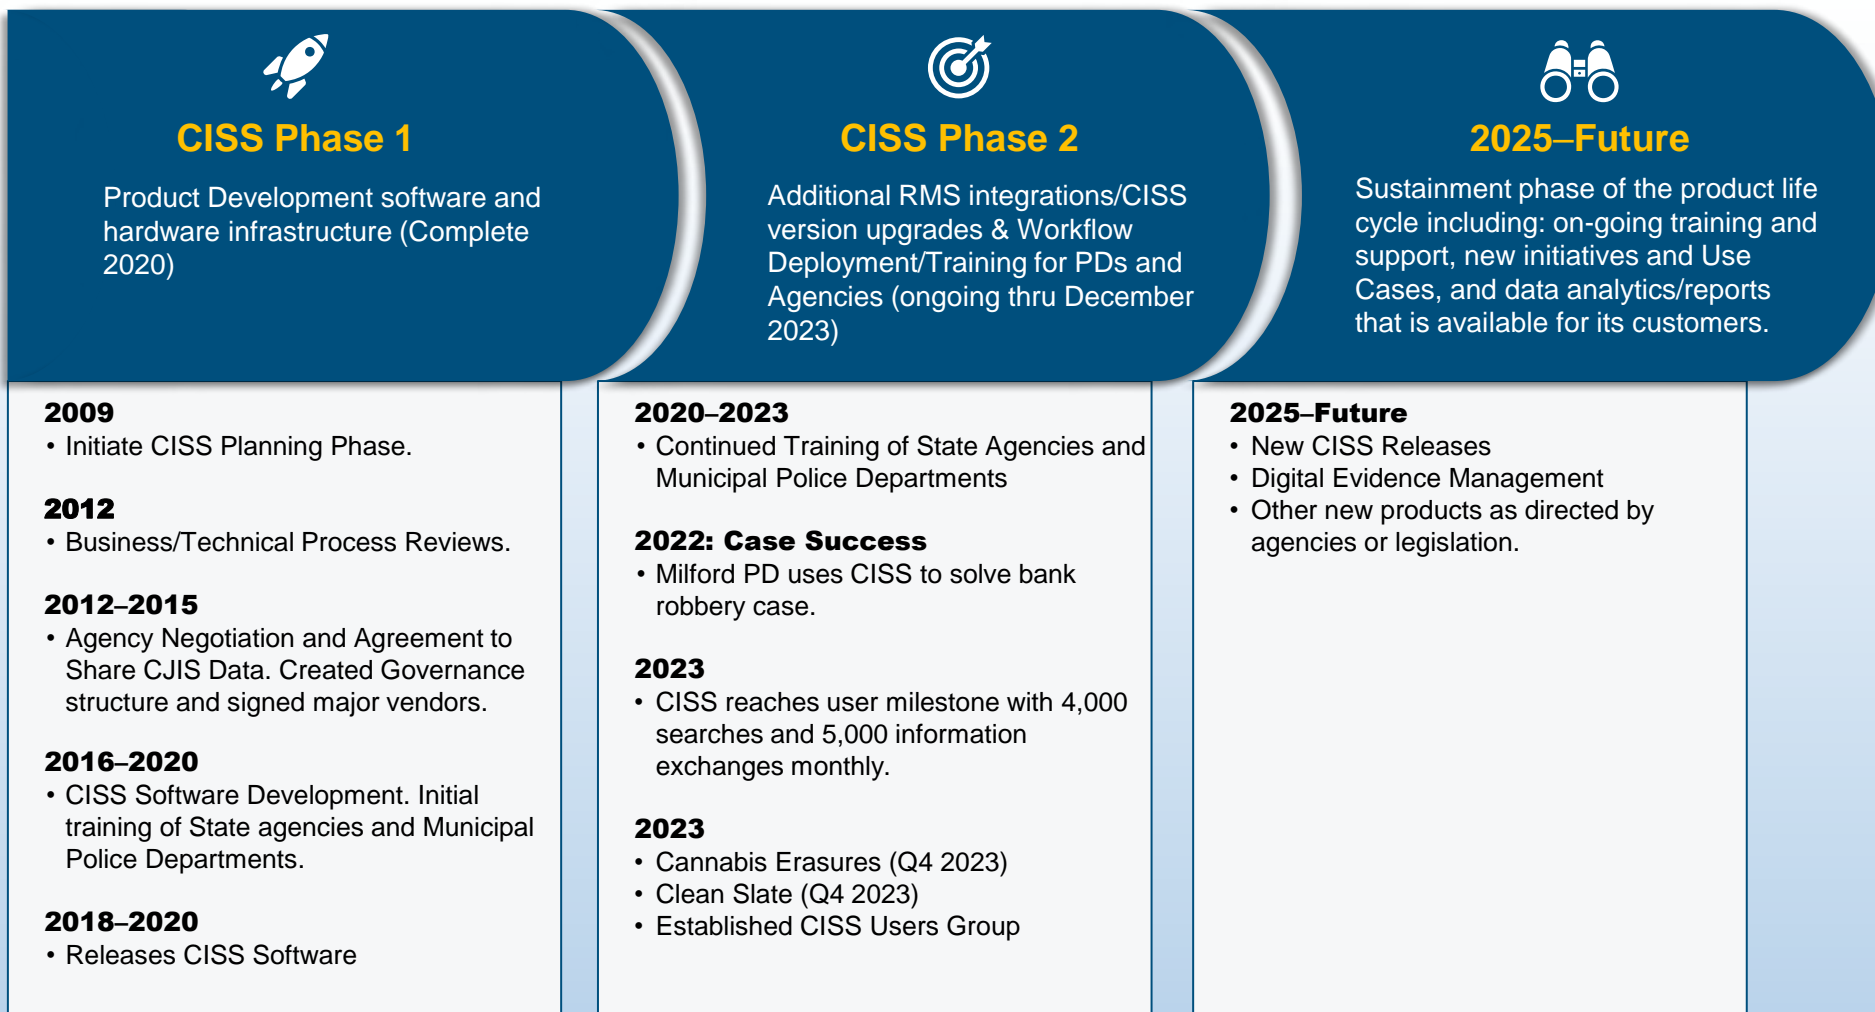 CISS Phase 1
Product Development software and
hardware infrastructure (Complete
2020)
2009
• Initiate CISS Planning Phase.
2012
• Business/Technical Process Reviews.
2012–2015
• Agency Negotiation and Agreement to
Share CJIS Data. Created Governance
structure and signed major vendors.
2016–2020
• CISS Software Development. Initial
training of State agencies and Municipal
Police Departments.
2018–2020
• Releases CISS Software
CISS Phase 2
Additional RMS integrations/CISS
version upgrades & Workflow
Deployment/Training for PDs and
Agencies (ongoing thru December
2023)
2020–2023
• Continued Training of State Agencies and
Municipal Police Departments
2022: Case Success
• Milford PD uses CISS to solve bank
robbery case.
2023
• CISS reaches user milestone with 4,000
searches and 5,000 information
exchanges monthly.
2023
• Cannabis Erasures (Q4 2023)
• Clean Slate (Q4 2023)
• Established CISS Users Group
2025–Future
Sustainment phase of the product life
cycle including: on-going training and
support, new initiatives and Use
Cases, and data analytics/reports
that is available for its customers.
2025–Future
• New CISS Releases
• Digital Evidence Management
• Other new products as directed by
agencies or legislation.